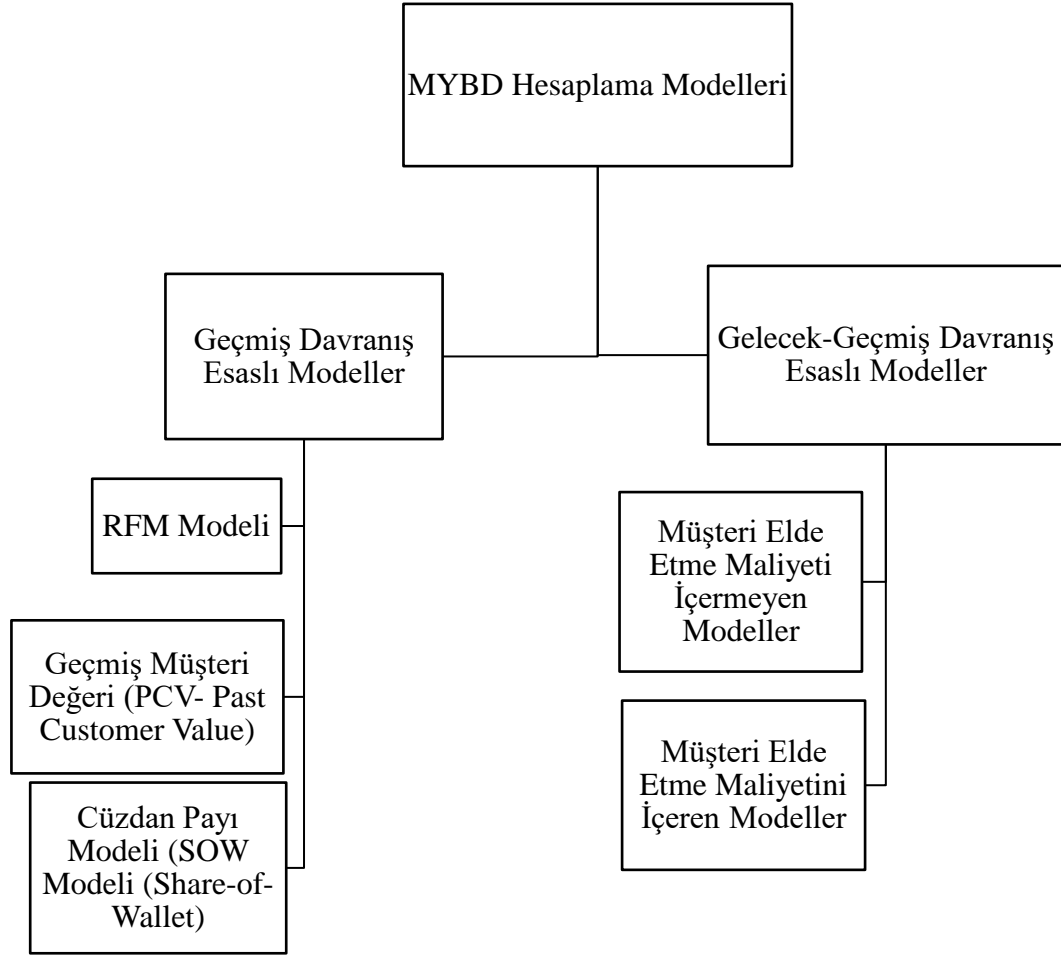 MYBD Hesaplama Modelleri
Geçmiş Davranış
Esaslı Modeller
Gelecek-Geçmiş Davranış
Esaslı Modeller
RFM Modeli
Geçmiş Müşteri
Değeri (PCV- Past
Customer Value)
Cüzdan Payı
Modeli (SOW
Modeli (Share-of-
Wallet)
Müşteri Elde
Etme Maliyeti
İçermeyen
Modeller
Müşteri Elde
Etme Maliyetini
İçeren Modeller